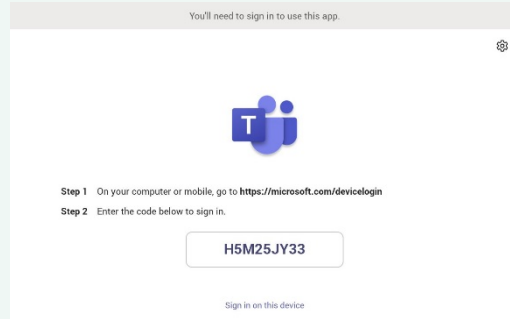 You'll need to sign in to use this app.
T
Step 1 On your computer or mobile, go to https://microsoft.com/devicelogin
Step 2 Enter the code below to sign in.
H5M25JY33
Sign in on this device